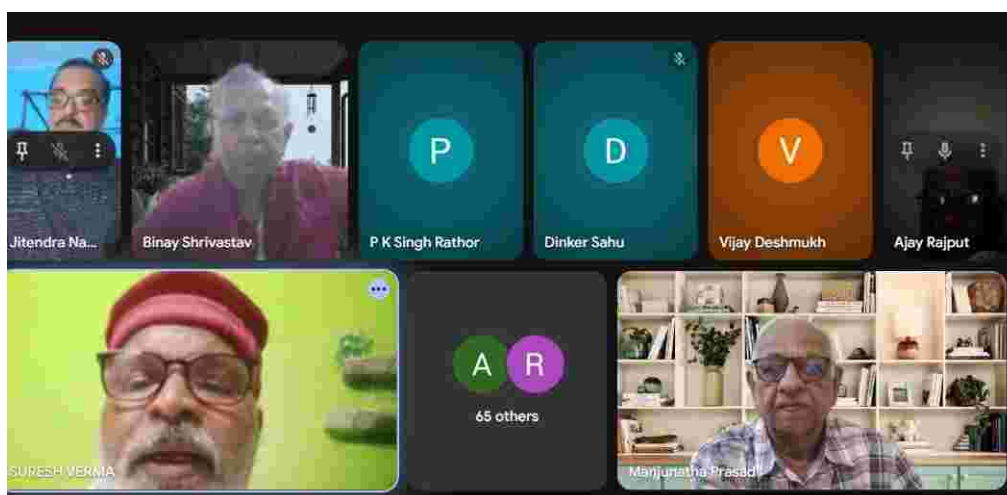 P
D
V
Jitendra Na...
Binay Shrivastav
P K Singh Rathor
Dinker Sahu
Vijay Deshmukh
Ajay Rajput
A R
65 others
SURESH VERMA
Manjunatha Prasad